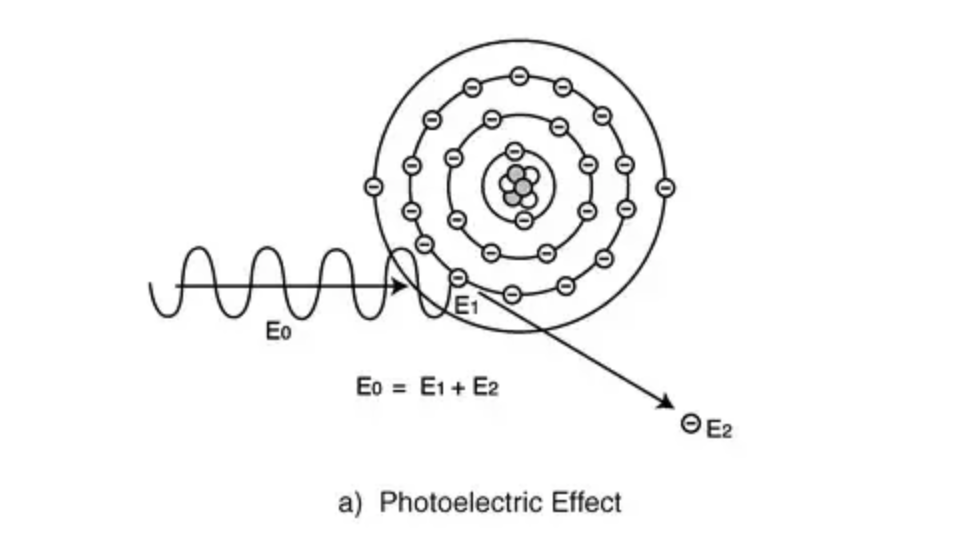 E0
E1
E0 = E1 + E2
E2
a) Photoelectric Effect